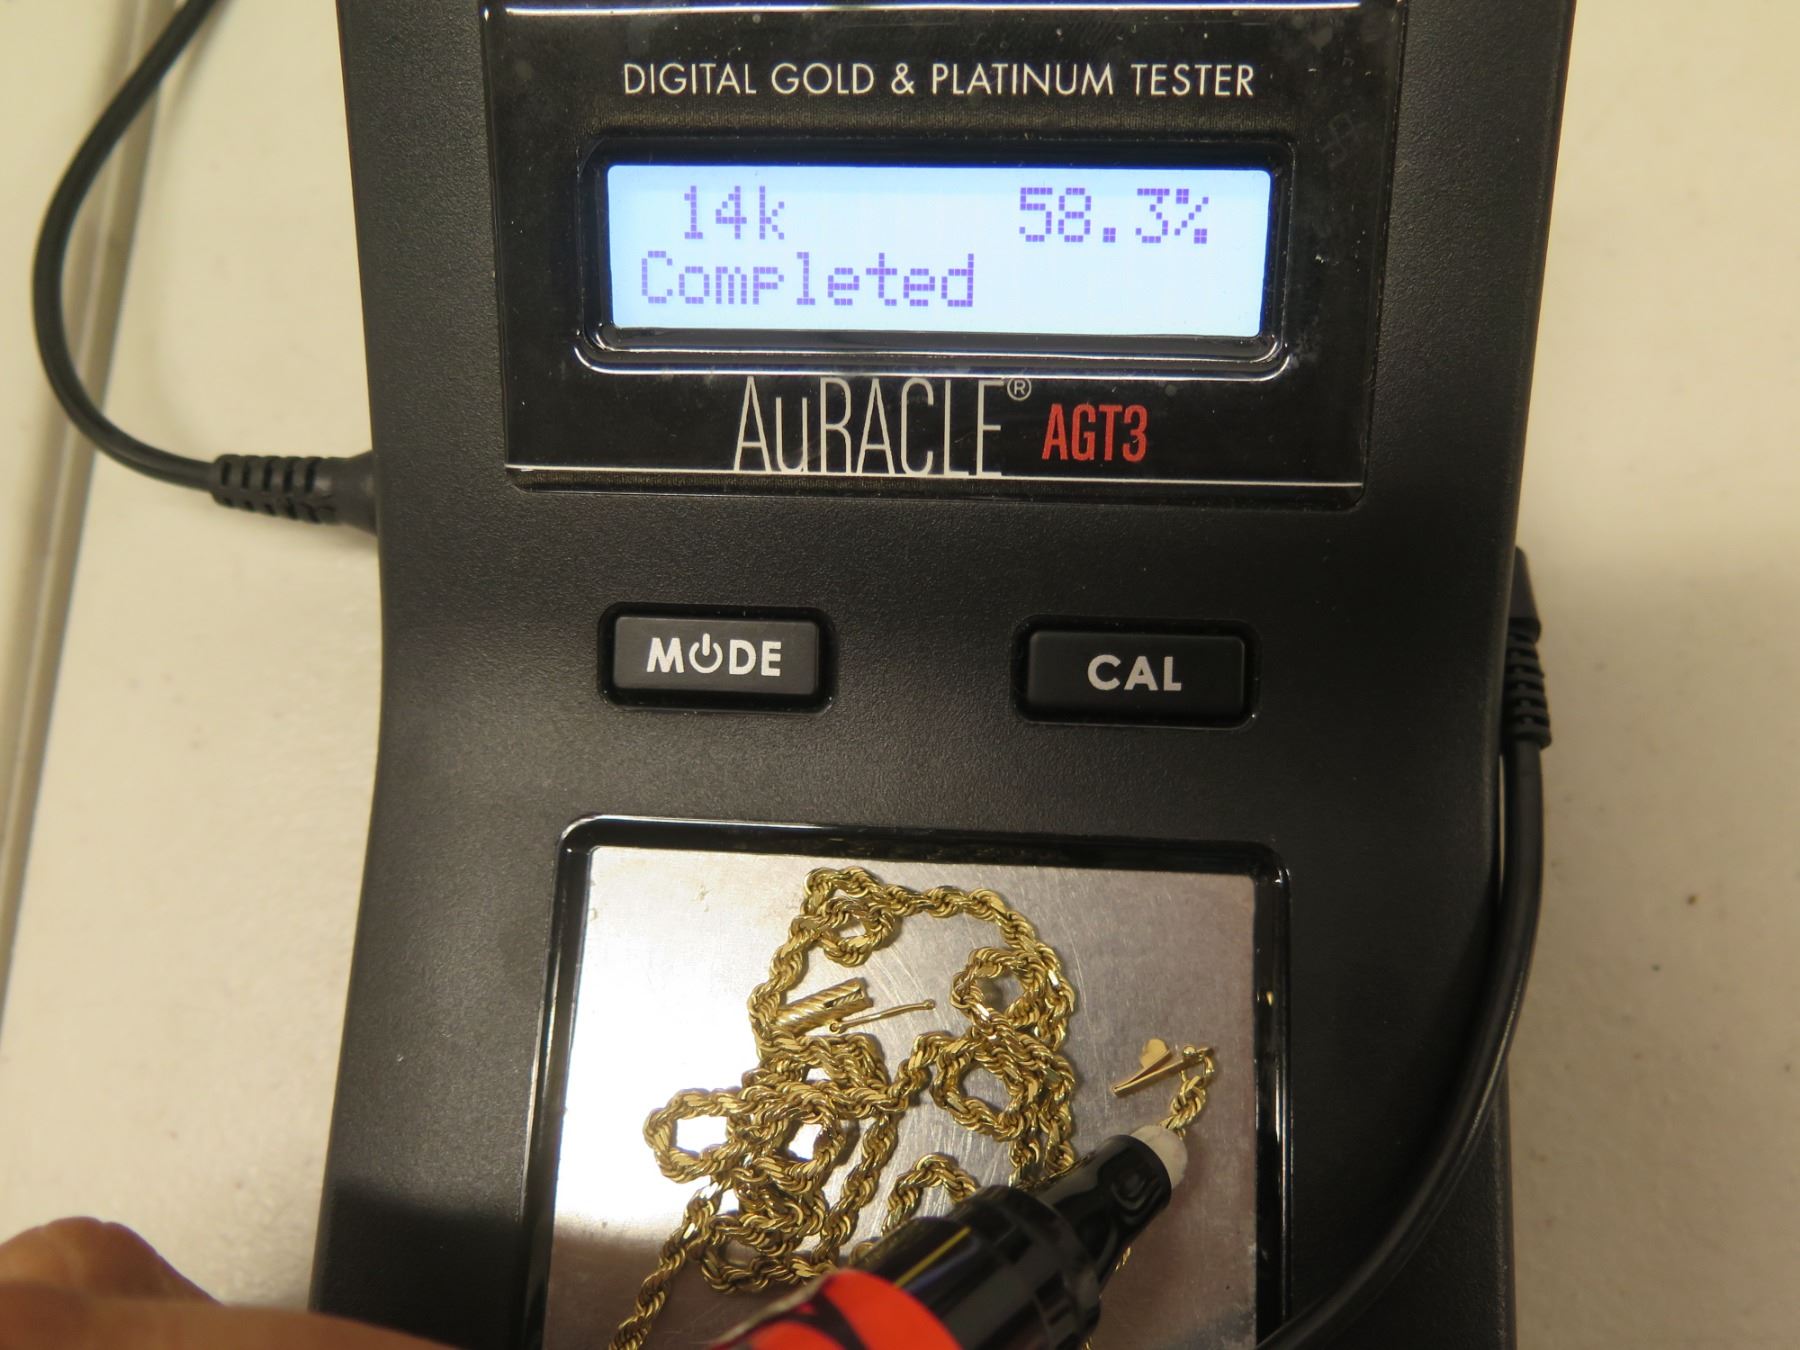 DIGITAL GOLD & PLATINUM TESTER
14k 58.3%
Completed
AuRACLE® AGT3
MODE CAL